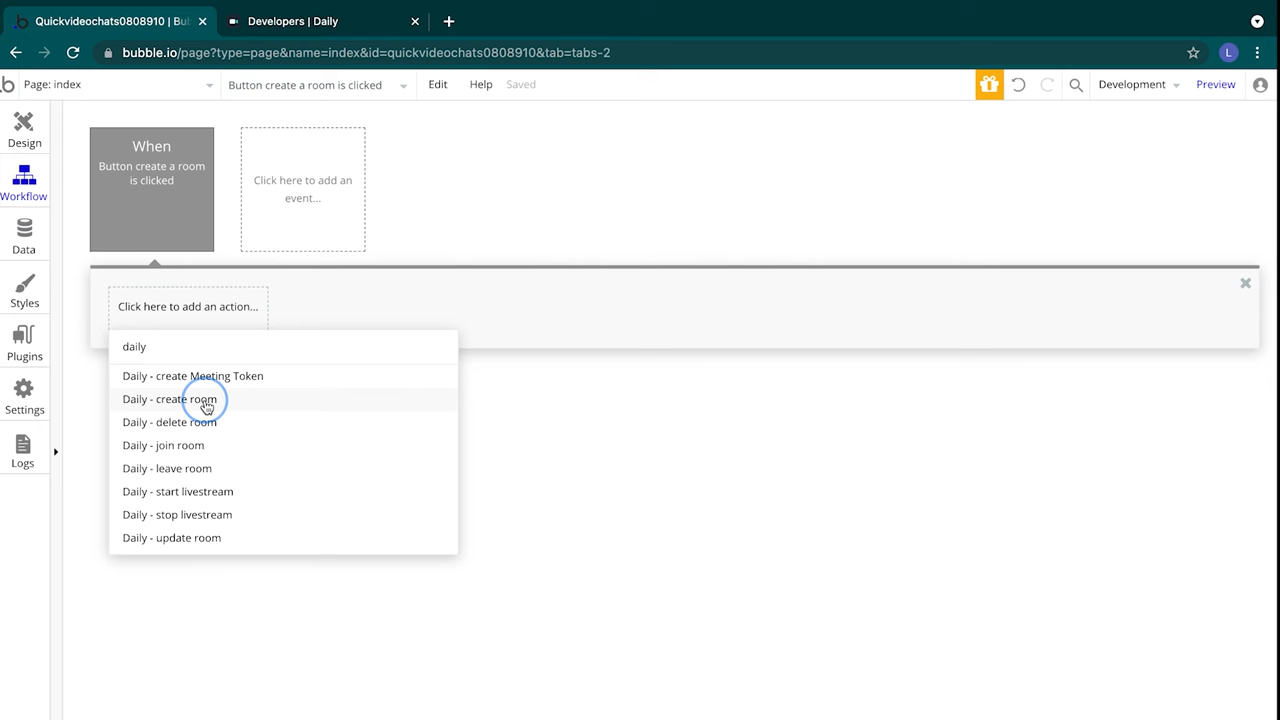 Quickvideochats0808910 | Bub
Developers | Daily
bubble.io/page?type=page&name=index&id=quickvideochats0808910&tab=tabs-2
L
b Page: index
Button create a room is clicked
Edit
Help
Saved
Development
Preview
Design
Workflow
Data
Styles
Plugins
Settings
Logs
When
Button create a room
is clicked
Click here to add an
event...
Click here to add an action...
daily
Daily - create Meeting Token
Daily - create room
Daily - delete room
Daily - join room
Daily - leave room
Daily - start livestream
Daily - stop livestream
Daily - update room